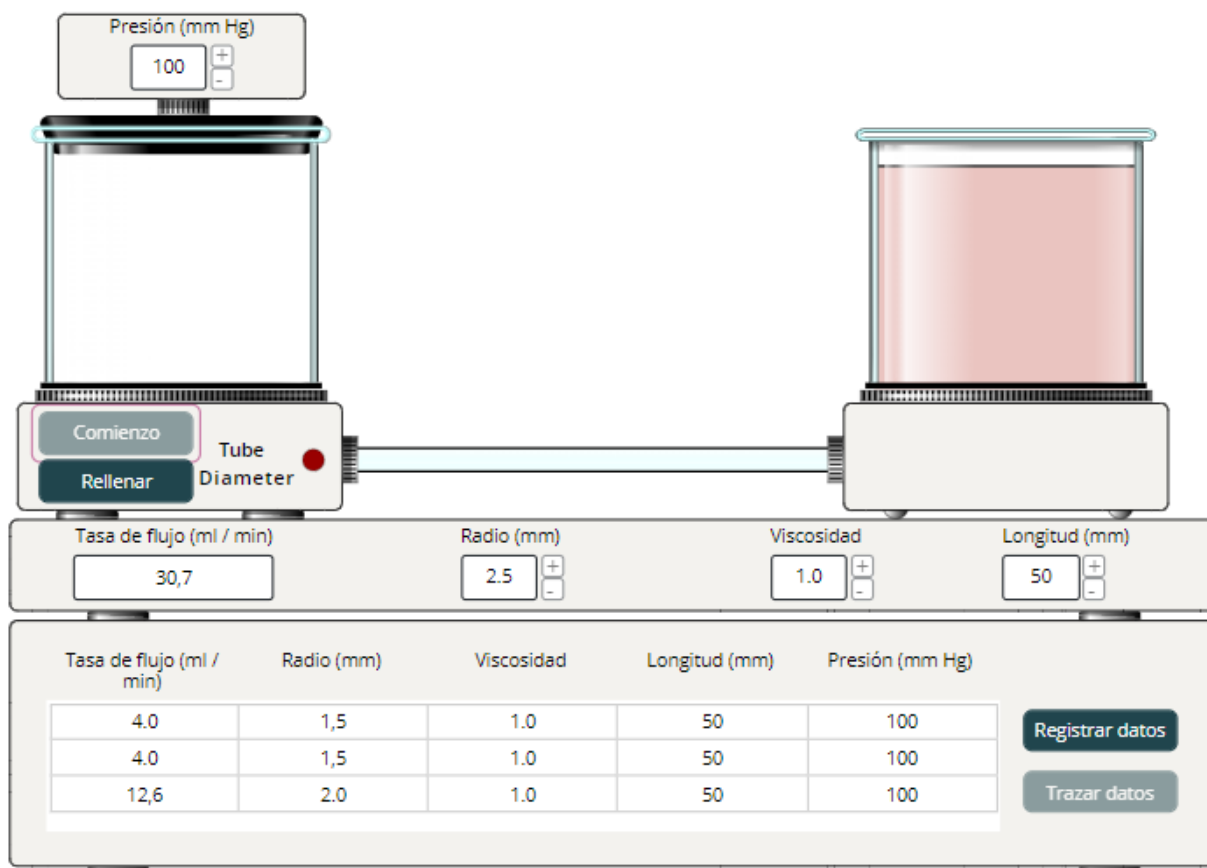 Presión (mm Hg)
100
+
-
Comienzo
Rellenar
Tube
Diameter
Tasa de flujo (ml / min)
Radio (mm)
Viscosidad
Longitud (mm)
30,7
2.5
+
-
1.0
+
-
50
+
-
Tasa de flujo (ml /
min)
Radio (mm)
Viscosidad
Longitud (mm)
Presión (mm Hg)
4.0 1,5 1.0 50 100
4.0 1,5 1.0 50 100
12,6 2.0 1.0 50 100
Registrar datos
Trazar datos